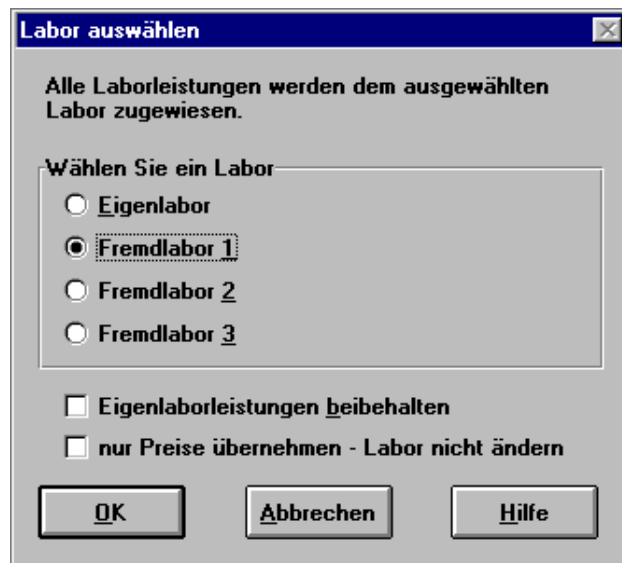 Labor auswählen
Alle Laborleistungen werden dem ausgewählten
Labor zugewiesen.
Wählen Sie ein Labor
Eigenlabor
Fremdlabor 1
Fremdlabor 2
Fremdlabor 3
Eigenlaborleistungen beibehalten
nur Preise übernehmen - Labor nicht ändern
OK Abbrechen Hilfe